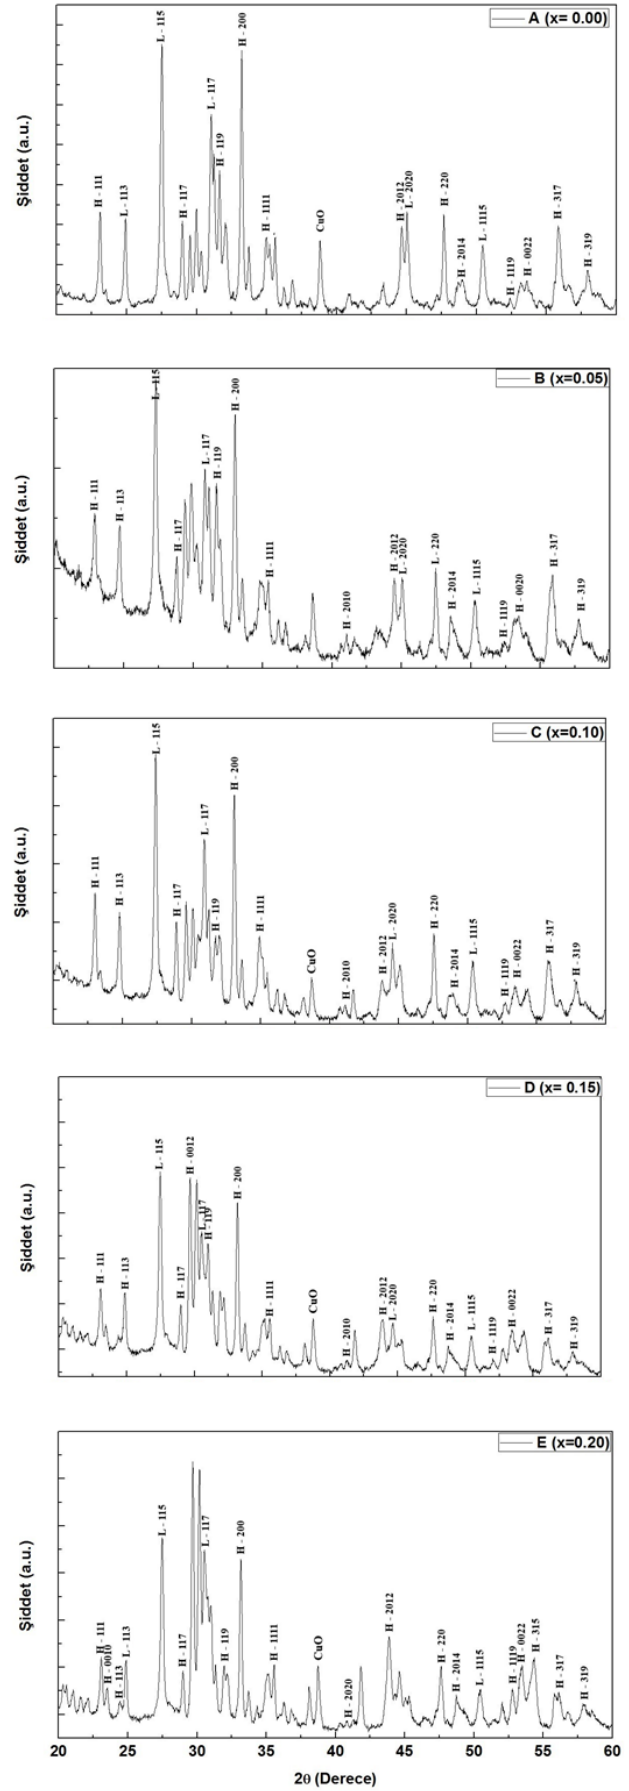 A (x= 0.00)
Şiddet (a.u.)
H - 111
L - 113
L - 115
H - 117
L - 117
H - 119
H - 200
H - 1111
CuO
H - 2012
L - 2020
H - 220
H - 2014
L - 1115
H - 1119
H - 0022
H - 317
H - 319
B (x=0.05)
Şiddet (a.u.)
H - 111
H - 113
L - 115
H - 117
L - 117
H - 119
H - 200
H - 1111
H - 2010
H - 2012
L - 2020
L - 220
H - 2014
L - 1115
H - 1119
H - 0020
H - 317
H - 319
C (x=0.10)
Şiddet (a.u.)
H - 111
H - 113
L - 115
H - 117
L - 117
H - 119
H - 200
H - 1111
CuO
H - 2010
H - 2012
L - 2020
H - 220
H - 2014
L - 1115
H - 1119
H - 0022
H - 317
H - 319
D (x= 0.15)
Şiddet (a.u.)
H - 111
H - 113
L - 115
H - 117
H - 0012
L - 117
H - 119
H - 200
H - 1111
CuO
H - 2010
H - 2012
L - 2020
H - 220
H - 2014
L - 1115
H - 1119
H - 0022
H - 317
H - 319
E (x=0.20)
Şiddet (a.u.)
H - 111
H - 0010
H - 113
L - 113
L - 115
H - 117
L - 117
H - 119
H - 200
H - 1111
CuO
H - 2020
H - 2012
H - 220
H - 2014
L - 1115
H - 1119
H - 0022
H - 315
H - 317
H - 319
20 25 30 35 40 45 50 55 60
2θ (Derece)